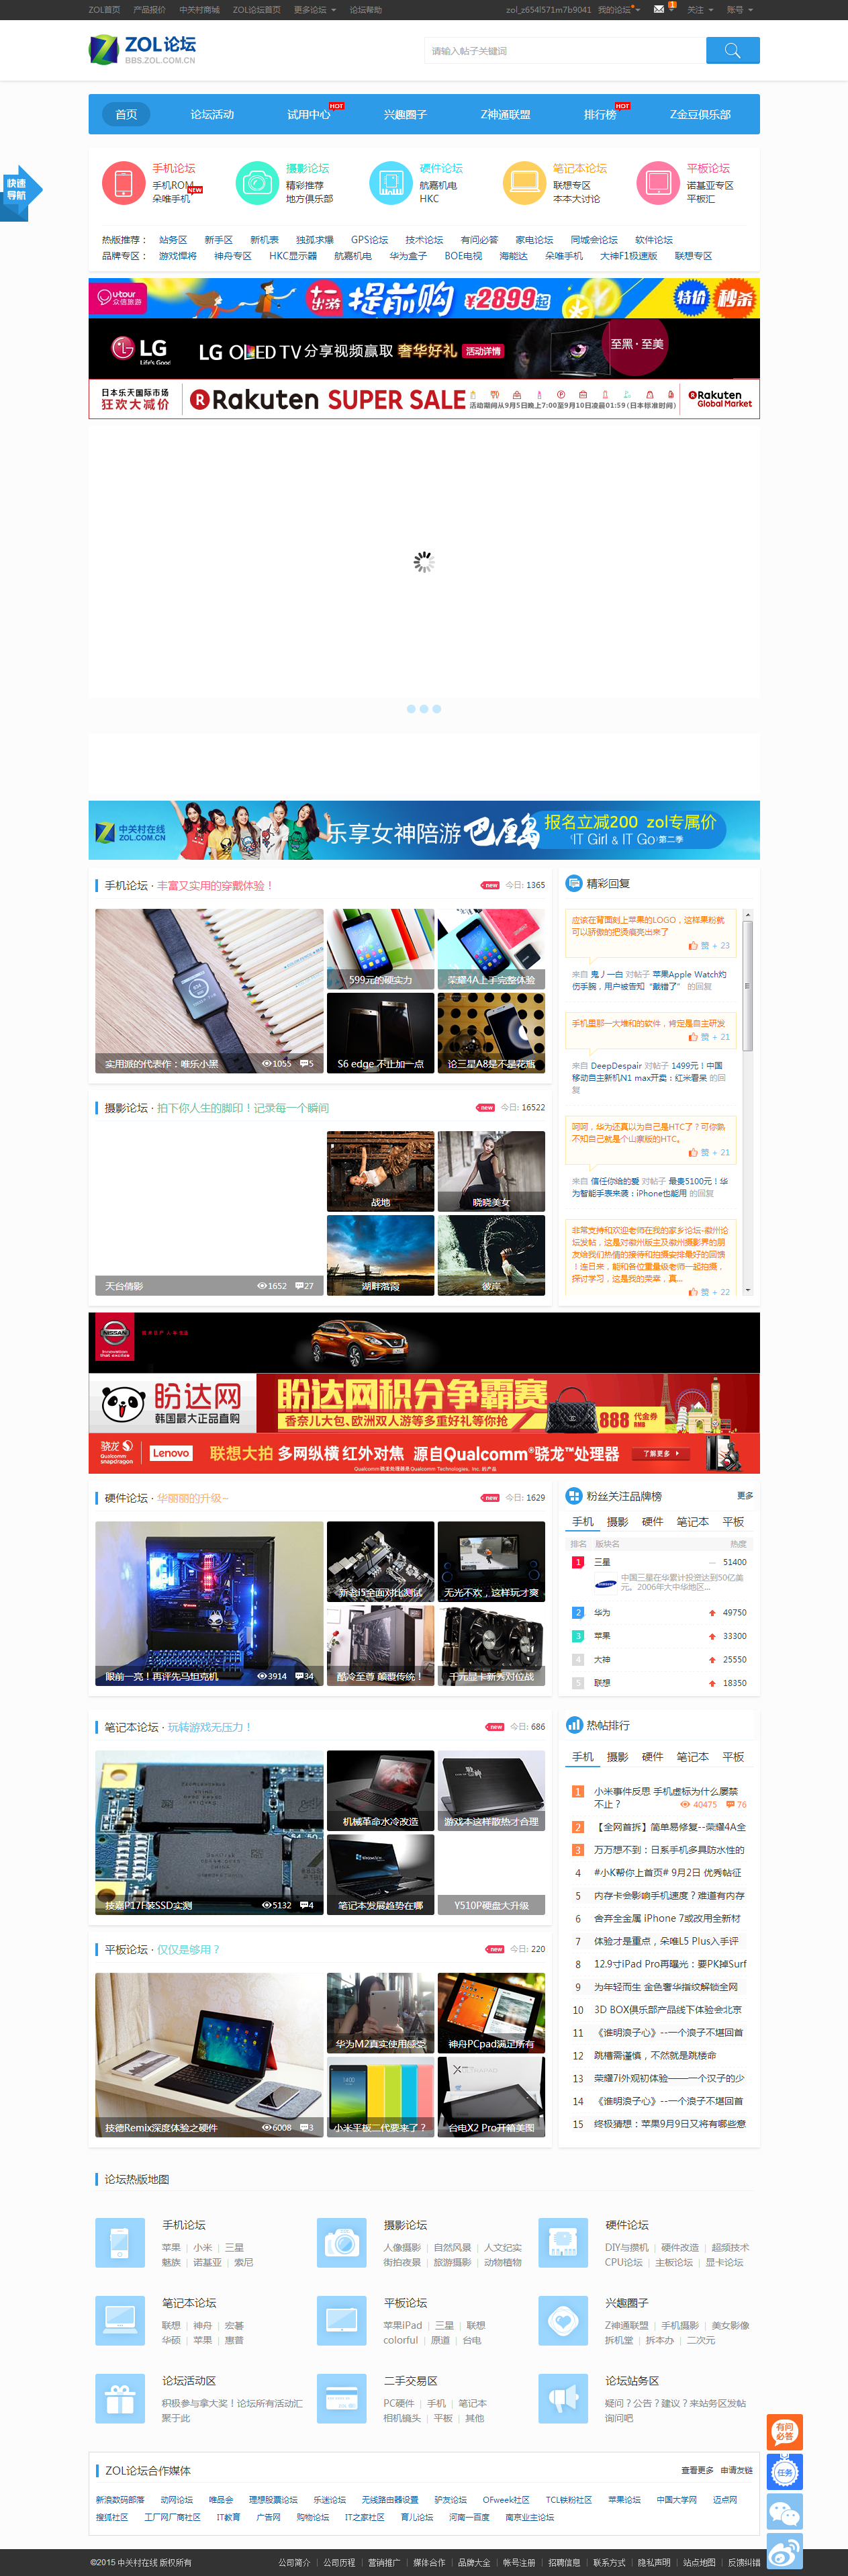 ZOL首页 产品报价 中关村商城 ZOL论坛首页 更多论坛 论坛帮助 zol_z654l571m7b9041 我的论坛 1 关注 账号
ZOL论坛
BBS.ZOL.COM.CN
请输入帖子关键词
首页 论坛活动 试用中心 HOT 兴趣圈子 Z神通联盟 排行榜 HOT Z金豆俱乐部
快速
导航
手机论坛 摄影论坛 硬件论坛 笔记本论坛 平板论坛
手机ROM NEW 精彩推荐 航嘉机电 联想专区 诺基亚专区
朵唯手机 地方俱乐部 HKC 本本大讨论 平板汇
热版推荐： 站务区 新手区 新机表 独孤求爆 GPS论坛 技术论坛 有问必答 家电论坛 同城会论坛 软件论坛
品牌专区： 游戏悍将 神舟专区 HKC显示器 航嘉机电 华为盒子 BOE电视 海能达 朵唯手机 大神F1极速版 联想专区
u-tour 众信旅游 十一出游 提前购 ¥2899起 特价 秒杀
LG Life's Good LG OLED TV 分享视频赢取 奢华好礼 活动详情 至黑·至美
日本乐天国际市场
狂欢大减价
Rakuten SUPER SALE
活动期间从9月5日晚上7:00至9月10日凌晨01:59(日本标准时间)
Rakuten Global Market
中关村在线 ZOL.COM.CN 乐享女神陪游 巴厘岛 报名立减200 zol专属价
IT Girl & IT Go 第二季
手机论坛 · 丰富又实用的穿戴体验！ new 今日: 1365
599元的硬实力 荣耀4A上手完整体验
实用派的代表作：唯乐小黑 1055 5 S6 edge 不止加一点 论三星A8是不是花瓶
精彩回复
应该在背面刻上苹果的LOGO，这样果粉就
可以骄傲的把烫痕亮出来了
赞 + 23
来自 鬼丿一白 对帖子 苹果Apple Watch灼
伤手腕，用户被告知“戴错了” 的回复
手机里那一大堆和的软件，肯定是自主研发
赞 + 21
来自 DeepDespair 对帖子 1499元！中国
移动自主新机N1 max开卖：红米看呆 的回
复
呵呵，华为还真以为自己是HTC了？可你熟
不知自己就是个山寨版的HTC。
赞 + 21
来自 信任你给的爱 对帖子 最贵5100元！华
为智能手表来袭：iPhone也能用 的回复
非常支持和欢迎老师在我的家乡论坛-徽州论
坛发帖，这是对徽州版主及徽州摄影界的朋
友给我们热情的接待和拍摄安排最好的回馈
！连日来，能和各位重量级老师一起拍摄，
探讨学习，这是我的荣幸，真...
赞 + 22
摄影论坛 · 拍下你人生的脚印！记录每一个瞬间 new 今日: 16522
战地 晓晓美女
天台倩影 1652 27 湖畔落霞 彼岸
NISSAN
盼达网 韩国最大正品直购 盼达网积分争霸赛
香奈儿大包、欧洲双人游等多重好礼等你抢 888 代金券 RMB
骁龙 Qualcomm snapdragon Lenovo 联想大拍 多网纵横 红外对焦 源自Qualcomm®骁龙™处理器 了解更多
Qualcomm骁龙处理器是Qualcomm Technologies, Inc. 的产品
硬件论坛 · 华丽丽的升级~ new 今日: 1629
新老i5全面对比测试 无光不欢，这样玩才爽
眼前一亮！再评先马坦克机 3914 34 酷冷至尊 颠覆传统！ 千元显卡新秀对位战
粉丝关注品牌榜 更多
手机 摄影 硬件 笔记本 平板
排名 版块名 热度
1 三星 51400
中国三星在华累计投资达到50亿美
元。2006年大中华地区...
2 华为 49750
3 苹果 33300
4 大神 25550
5 联想 18350
笔记本论坛 · 玩转游戏无压力！ new 今日: 686
机械革命水冷改造 游戏本这样散热才合理
技嘉P17F装SSD实测 5132 4 笔记本发展趋势在哪 Y510P硬盘大升级
热帖排行
手机 摄影 硬件 笔记本 平板
1 小米事件反思 手机虚标为什么屡禁
不止？ 40475 76
2 【全网首拆】简单易修复--荣耀4A全
3 万万想不到：日系手机多具防水性的
4 #小K帮你上首页# 9月2日 优秀帖征
5 内存卡会影响手机速度？难道有内存
6 舍弃全金属 iPhone 7或改用全新材
7 体验才是重点，朵唯L5 Plus入手评
8 12.9寸iPad Pro再曝光：要PK掉Surf
9 为年轻而生 金色奢华指纹解锁全网
10 3D BOX俱乐部产品线下体验会北京
11 《谁明浪子心》--一个浪子不堪回首
12 跳槽需谨慎，不然就是跳楼命
13 荣耀7i外观初体验——一个汉子的少
14 《谁明浪子心》--一个浪子不堪回首
15 终极猜想：苹果9月9日又将有哪些意
平板论坛 · 仅仅是够用？ new 今日: 220
华为M2真实使用感受 神舟PCpad满足所有
技德Remix深度体验之硬件 6008 3 小米平板二代要来了？ 台电X2 Pro开箱美图
论坛热版地图
手机论坛 摄影论坛 硬件论坛
苹果 | 小米 | 三星 人像摄影 | 自然风景 | 人文纪实 DIY与攒机 | 硬件改造 | 超频技术
魅族 | 诺基亚 | 索尼 街拍夜景 | 旅游摄影 | 动物植物 CPU论坛 | 主板论坛 | 显卡论坛
笔记本论坛 平板论坛 兴趣圈子
联想 | 神舟 | 宏碁 苹果iPad | 三星 | 联想 Z神通联盟 | 手机摄影 | 美女影像
华硕 | 苹果 | 惠普 colorful | 原道 | 台电 拆机堂 | 拆本办 | 二次元
论坛活动区 二手交易区 论坛站务区
积极参与拿大奖！论坛所有活动汇 PC硬件 | 手机 | 笔记本 疑问？公告？建议？来站务区发帖
聚于此 相机镜头 | 平板 | 其他 询问吧
有问
必答
任务
ZOL论坛合作媒体 查看更多 申请友链
新浪数码部落 动网论坛 唯品会 理想股票论坛 乐途论坛 无线路由器设置 驴友论坛 OFweek社区 TCL铁粉社区 苹果论坛 中国大学网 迈点网
搜狐社区 工厂网厂商社区 IT教育 广告网 购物论坛 IT之家社区 育儿论坛 河南一百度 南京业主论坛
©2015 中关村在线 版权所有 公司简介 | 公司历程 | 营销推广 | 媒体合作 | 品牌大全 | 帐号注册 | 招聘信息 | 联系方式 | 隐私声明 | 站点地图 | 反馈纠错